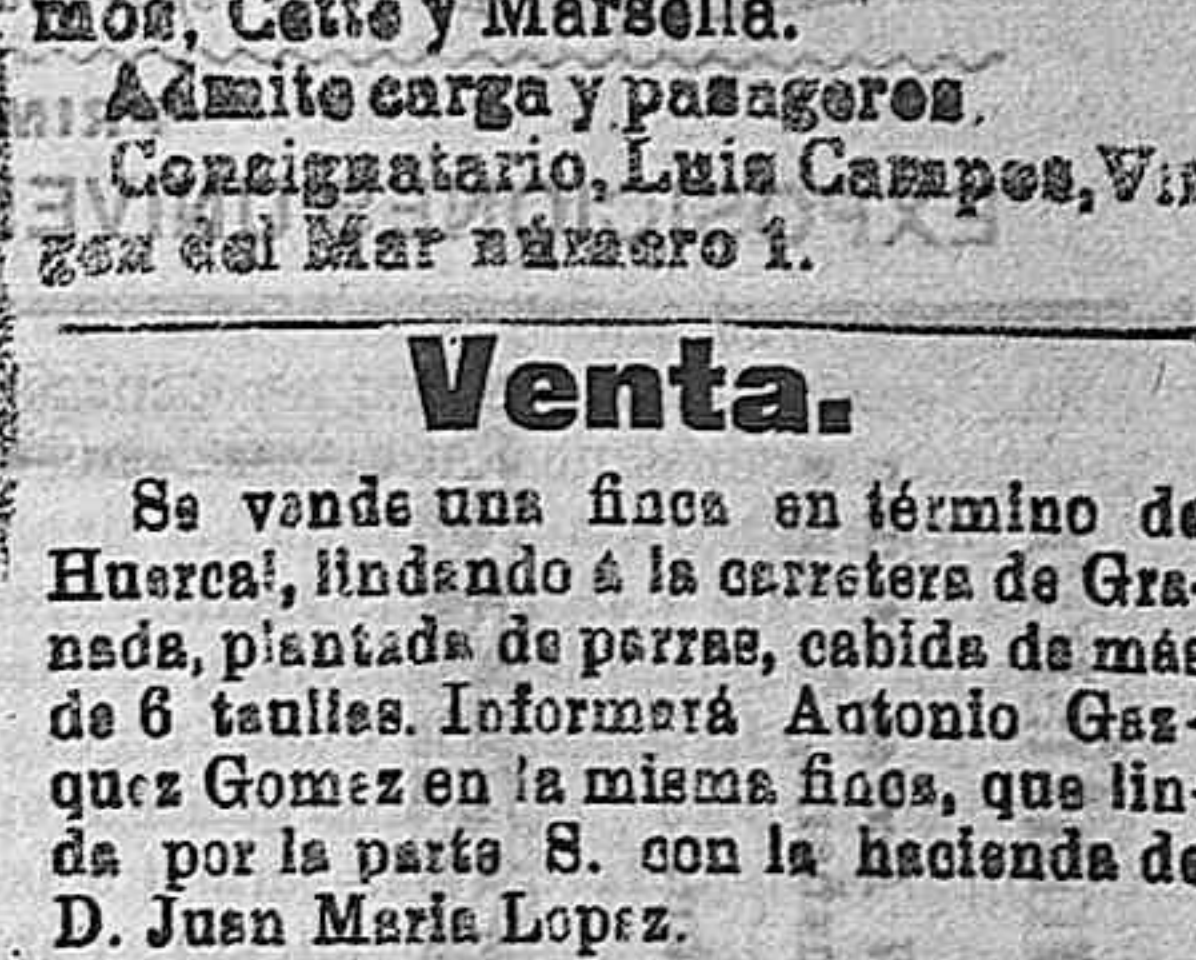 mos, Cette y Marsella.
Admite carga y pasageros.
Consignatario, Luis Campos, Vir
gen del Mar número 1.
Venta.
Se vende una finca en término de
Huercal, lindando á la carretera de Gra-
nada, plantada de parras, cabida de más
de 6 taullas. Informará Antonio Gaz-
quez Gomez en la misma finca, que lin-
da por la parte S. con la hacienda de
D. Juan Maria Lopez.